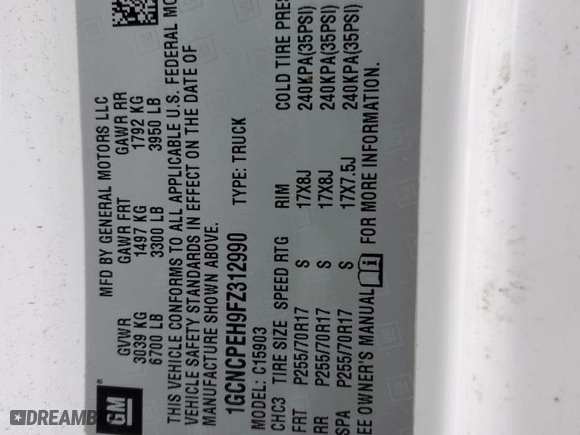 GM
®
MFD BY GENERAL MOTORS LLC
GVWR GAWR FRT GAWR RR
3039 KG 1497 KG 1792 KG
6700 LB 3300 LB 3950 LB
THIS VEHICLE CONFORMS TO ALL APPLICABLE U.S. FEDERAL MO
VEHICLE SAFETY STANDARDS IN EFFECT ON THE DATE OF
MANUFACTURE SHOWN ABOVE.
1GCNCPEH9FZ312990 TYPE: TRUCK
MODEL: C15903
CHC3 TIRE SIZE SPEED RTG RIM COLD TIRE PRES
FRT P255/70R17 S 17X8J 240KPA(35PSI)
RR P255/70R17 S 17X8J 240KPA(35PSI)
SPA P255/70R17 S 17X7.5J 240KPA(35PSI)
EE OWNER'S MANUAL FOR MORE INFORMATION.